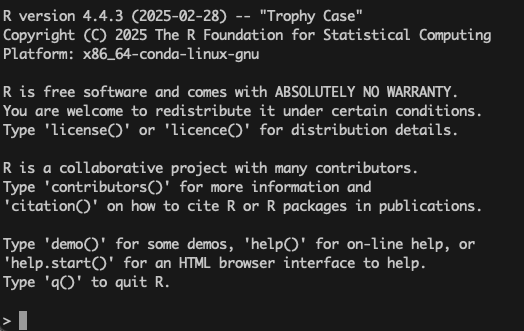 R version 4.4.3 (2025-02-28) -- "Trophy Case"
Copyright (C) 2025 The R Foundation for Statistical Computing
Platform: x86_64-conda-linux-gnu

R is free software and comes with ABSOLUTELY NO WARRANTY.
You are welcome to redistribute it under certain conditions.
Type 'license()' or 'licence()' for distribution details.

R is a collaborative project with many contributors.
Type 'contributors()' for more information and
'citation()' on how to cite R or R packages in publications.

Type 'demo()' for some demos, 'help()' for on-line help, or
'help.start()' for an HTML browser interface to help.
Type 'q()' to quit R.

>